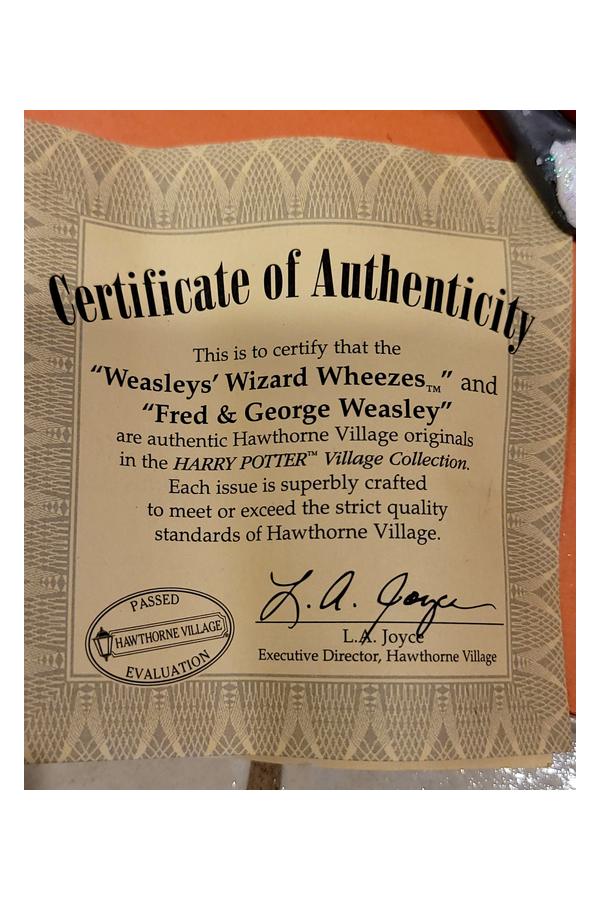 Certificate of Authenticity
This is to certify that the
“Weasleys’ Wizard Wheezes™” and
“Fred & George Weasley”
are authentic Hawthorne Village originals
in the HARRY POTTER™ Village Collection.
Each issue is superbly crafted
to meet or exceed the strict quality
standards of Hawthorne Village.
PASSED
HAWTHORNE VILLAGE
EVALUATION
L. A. Joyce
L.A. Joyce
Executive Director, Hawthorne Village